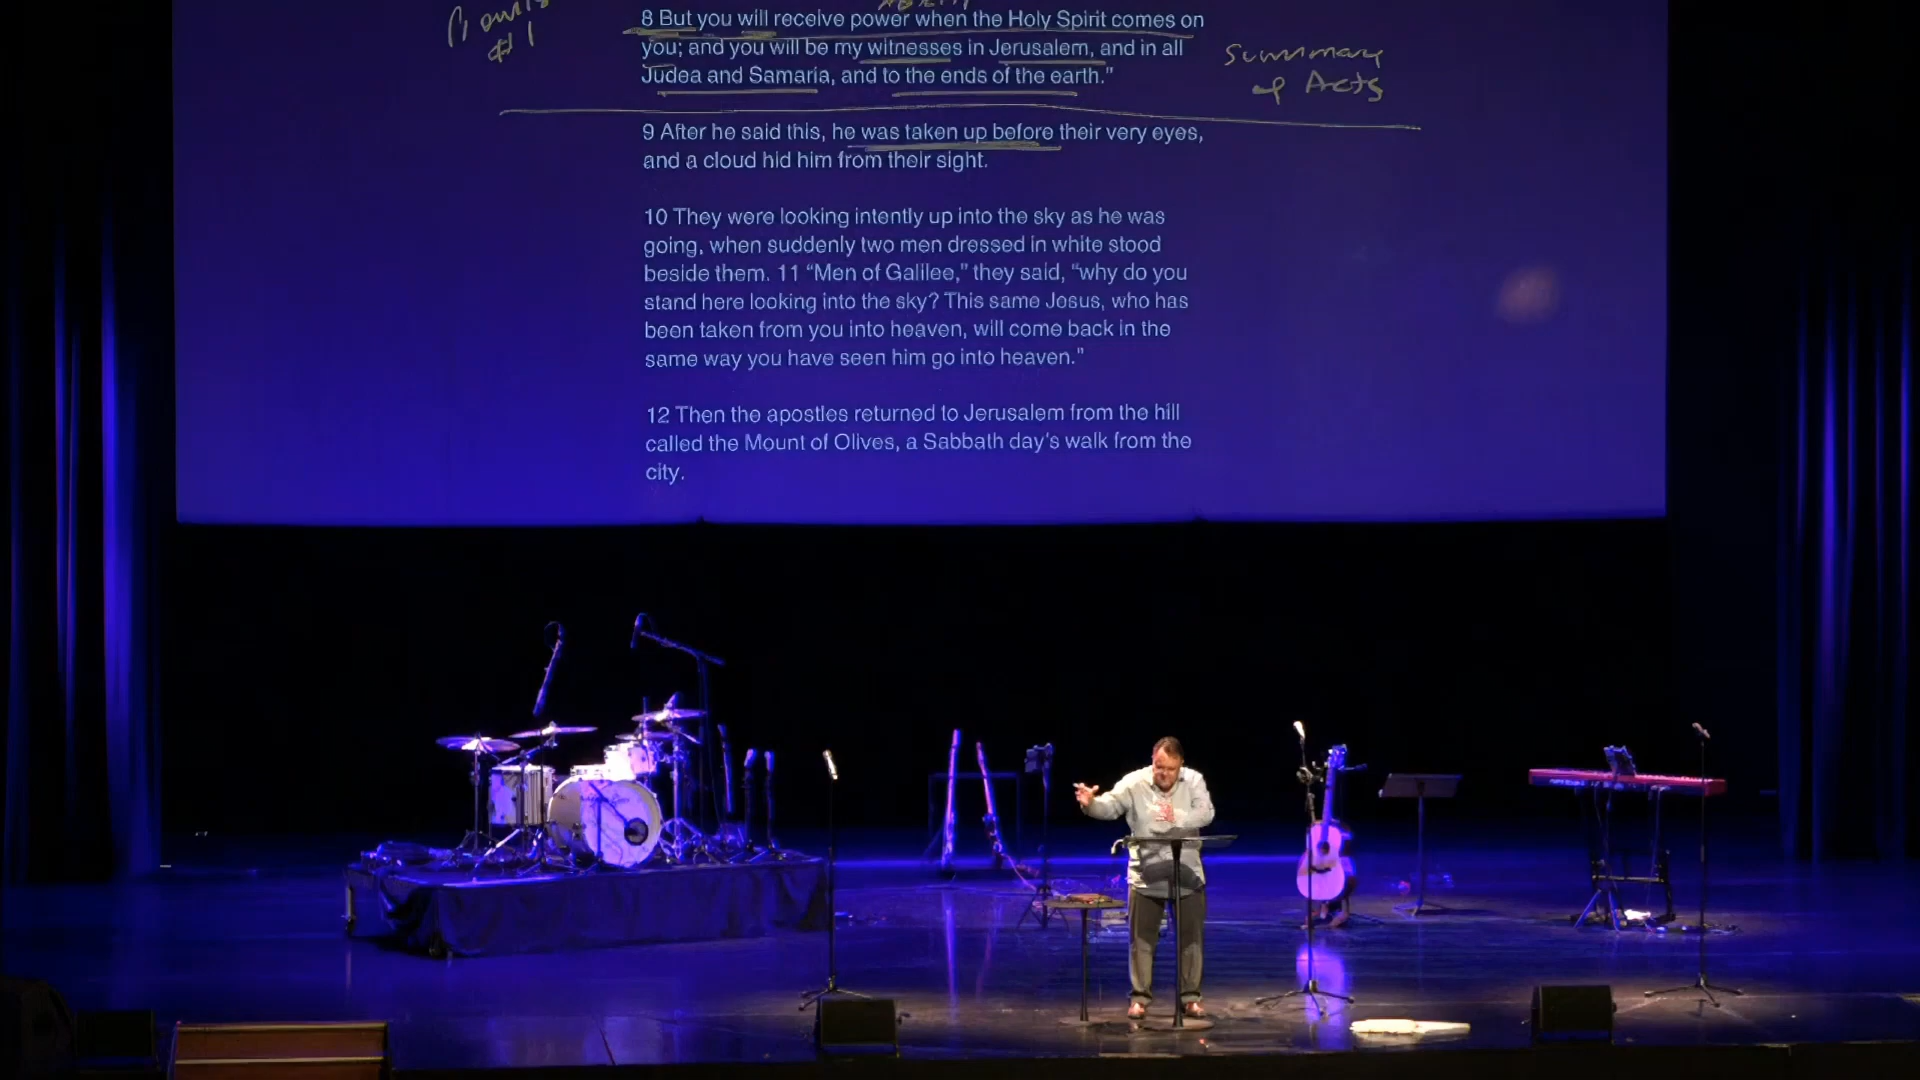 8 But you will receive power when the Holy Spirit comes on
you; and you will be my witnesses in Jerusalem, and in all
Judea and Samaria, and to the ends of the earth."
#1
Summary
of Acts
9 After he said this, he was taken up before their very eyes,
and a cloud hid him from their sight.
10 They were looking intently up into the sky as he was
going, when suddenly two men dressed in white stood
beside them. 11 “Men of Galilee,” they said, “why do you
stand here looking into the sky? This same Jesus, who has
been taken from you into heaven, will come back in the
same way you have seen him go into heaven."
12 Then the apostles returned to Jerusalem from the hill
called the Mount of Olives, a Sabbath day's walk from the
city.